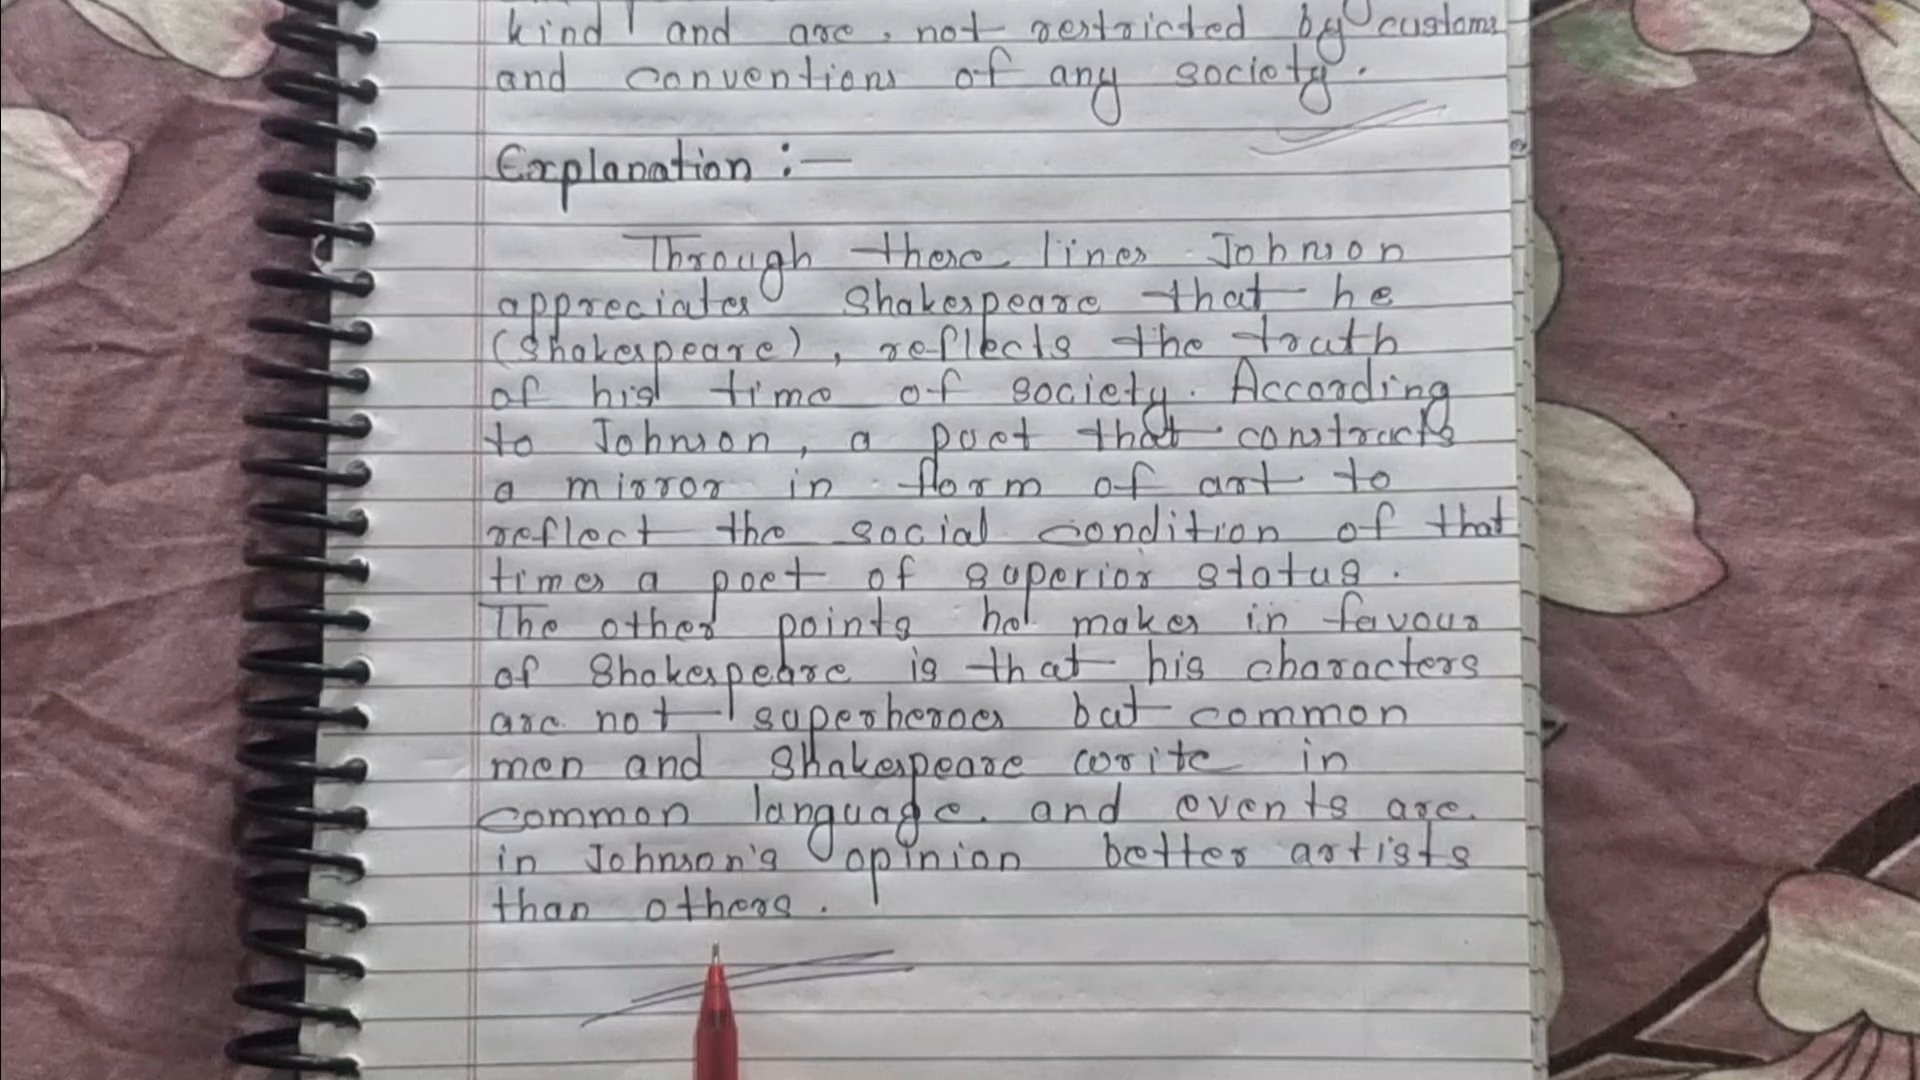 kind and are not restricted by customs
and conventions of any society.
Explanation :—
Through these lines Johnson
appreciates Shakespeare that he
(Shakespeare), reflects the truth
of his time of society. According
to Johnson, a poet that constructs
a mirror in form of art to
reflect the social condition of that
times a poet of superior status.
The other points he makes in favour
of Shakespeare is that his characters
are not superheroes but common
men and Shakespeare write in
common language. and events are.
in Johnson's opinion better artists
than others.